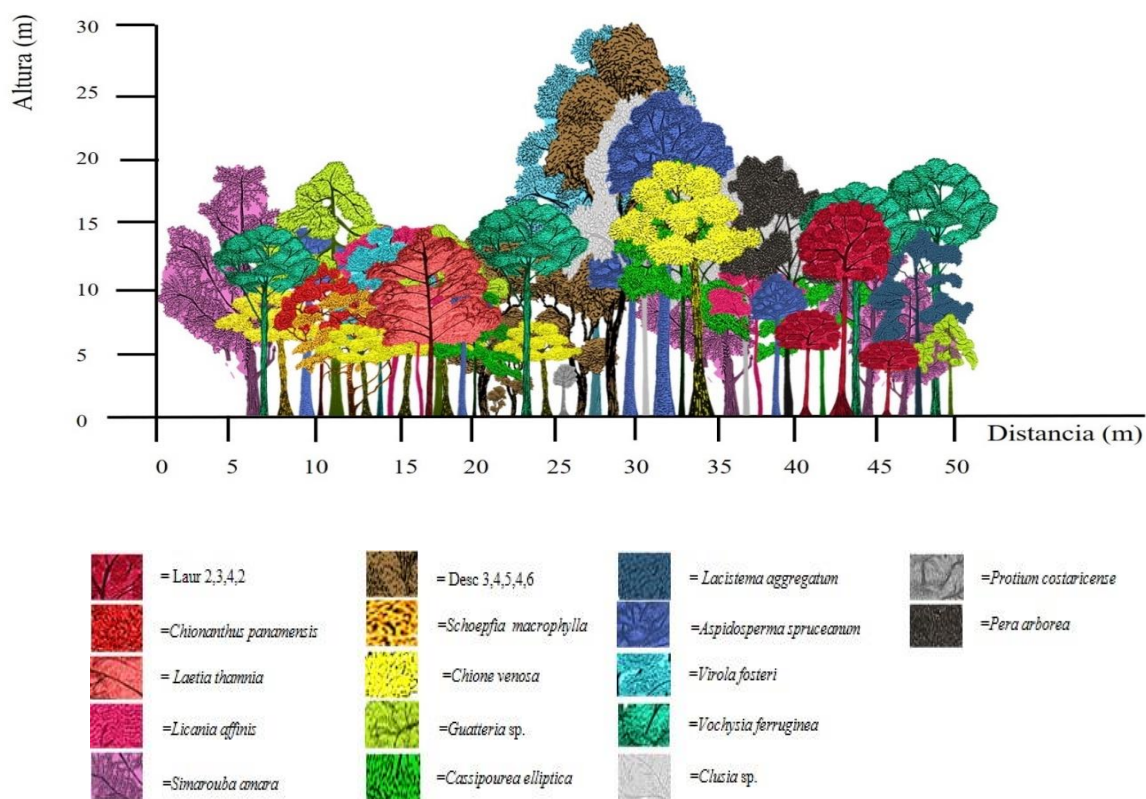 Altura (m)
30
25
20
15
10
5
0
Distancia (m)
0 5 10 15 20 25 30 35 40 45 50
= Laur 2,3,4,2
= Desc 3,4,5,4,6
= Lacistema aggregatum
=Protium costaricense
=Chionanthus panamensis
=Schoepfia macrophylla
=Aspidosperma spruceanum
=Pera arborea
= Laetia thamnia
=Chione venosa
=Virola fosteri
=Licania affinis
=Guatteria sp.
=Vochysia ferruginea
=Simarouba amara
=Cassipourea elliptica
=Clusia sp.